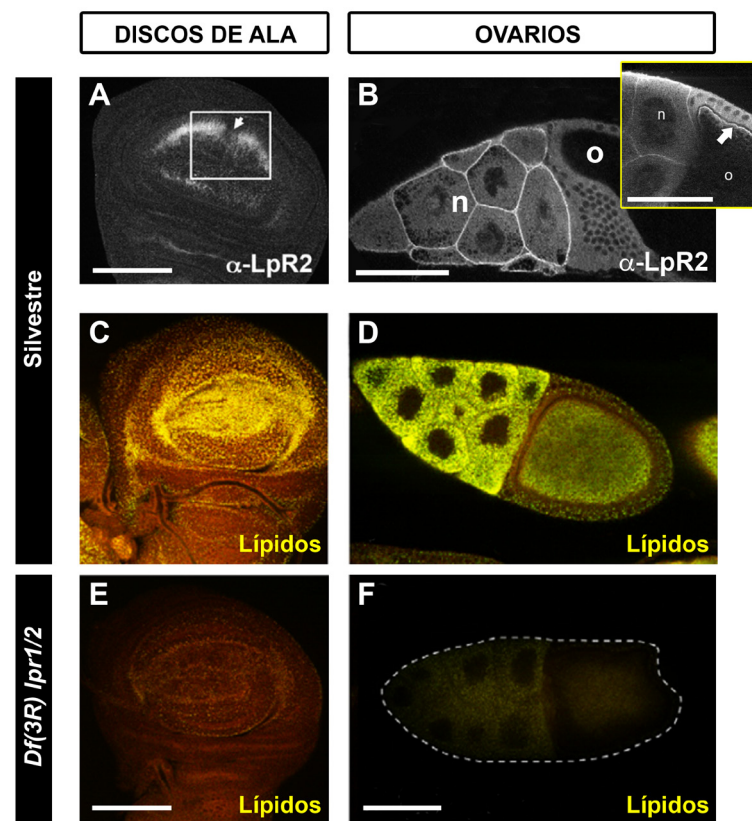 DISCOS DE ALA
OVARIOS
Silvestre
A
α-LpR2
B
n
o
α-LpR2
n
o
C
Lípidos
D
Lípidos
Df(3R) lpr1/2
E
Lípidos
F
Lípidos